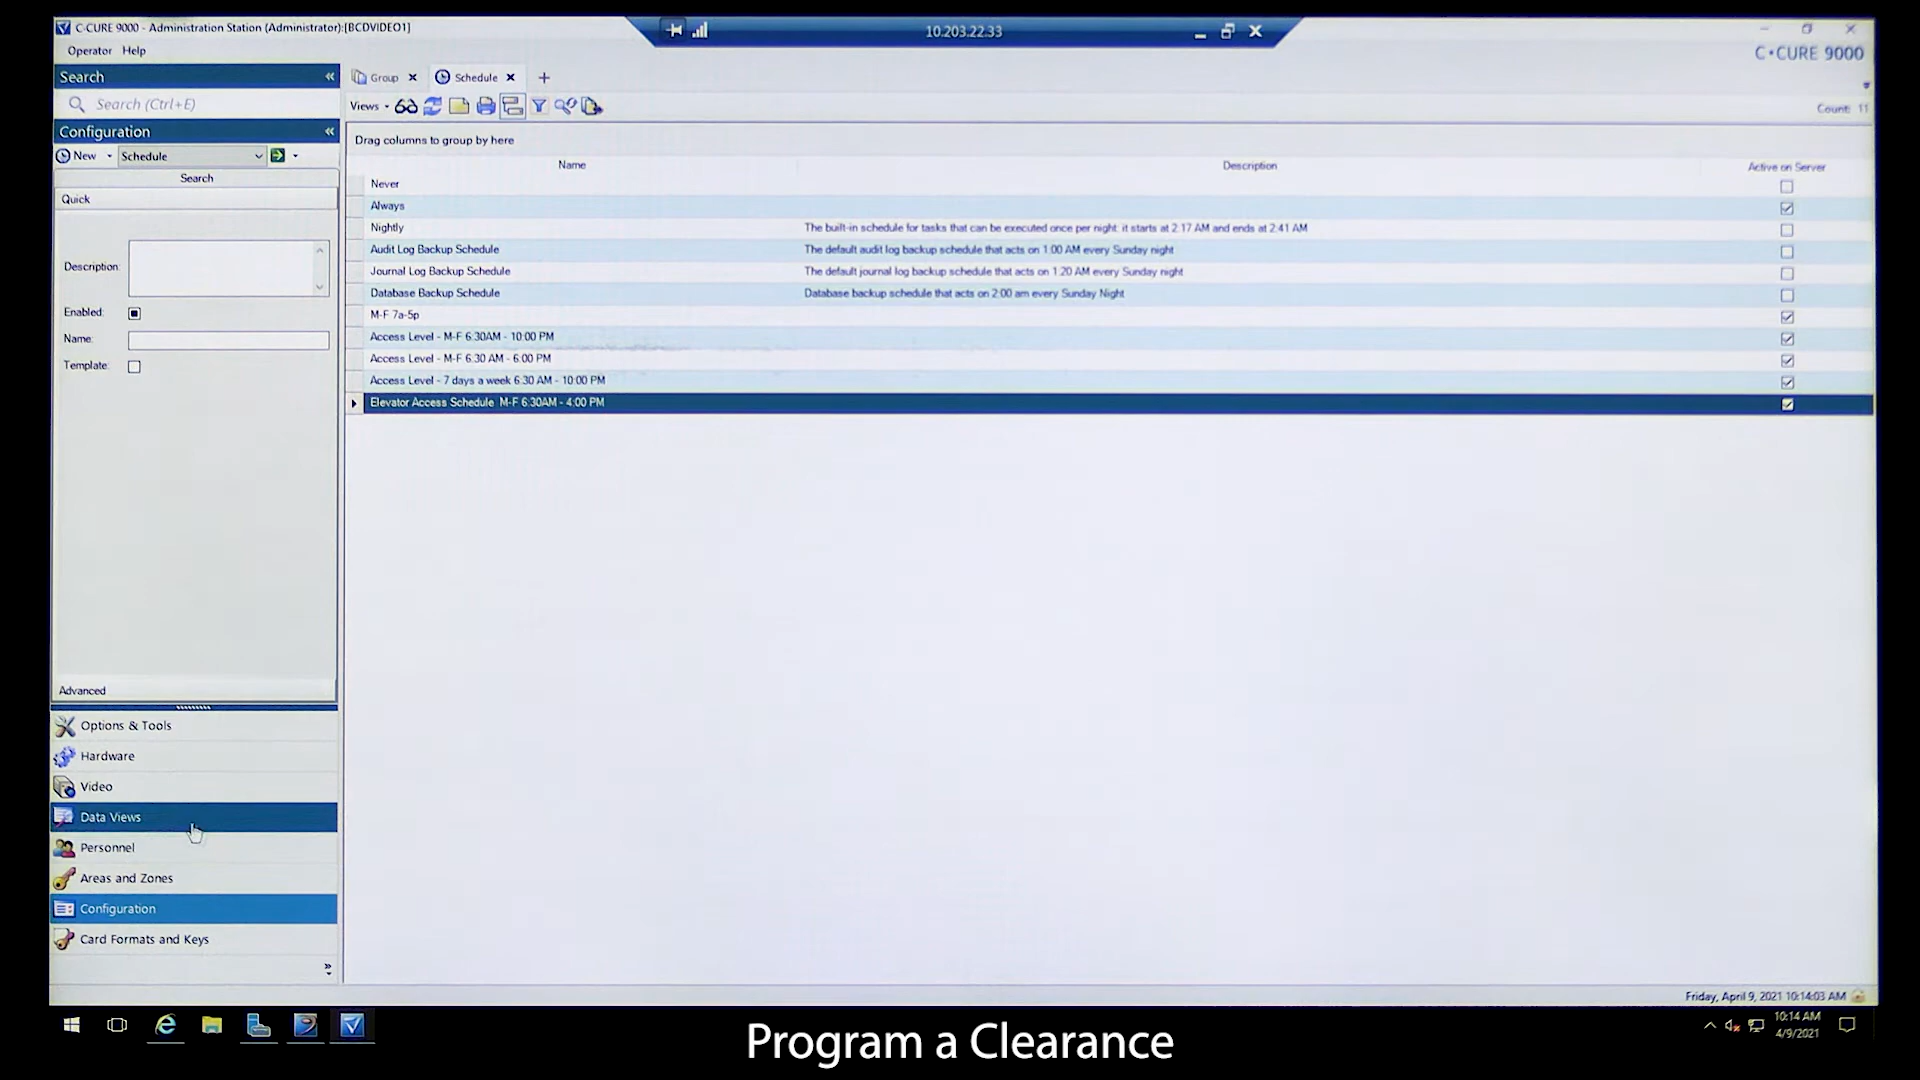 C•CURE 9000 - Administration Station (Administrator):[BCDVIDEO1]
10.203.22.33
Operator Help
C•CURE 9000
Search
Group
Schedule
Search (Ctrl+E)
Views
Count: 11
Configuration
Drag columns to group by here
New
Schedule
Name
Description
Active on Server
Search
Never
Quick
Always
Nightly
The built-in schedule for tasks that can be executed once per night: it starts at 2:17 AM and ends at 2:41 AM
Audit Log Backup Schedule
The default audit log backup schedule that acts on 1:00 AM every Sunday night
Description:
Journal Log Backup Schedule
The default journal log backup schedule that acts on 1:20 AM every Sunday night
Database Backup Schedule
Database backup schedule that acts on 2:00 am every Sunday Night
Enabled:
M-F 7a-5p
Name:
Access Level - M-F 6:30AM - 10:00 PM
Access Level - M-F 6:30 AM - 6:00 PM
Template:
Access Level - 7 days a week 6:30 AM - 10:00 PM
Elevator Access Schedule M-F 6:30AM - 4:00 PM
Advanced
Options & Tools
Hardware
Video
Data Views
Personnel
Areas and Zones
Configuration
Card Formats and Keys
Friday, April 9, 2021 10:14:03 AM
10:14 AM
4/9/2021
Program a Clearance